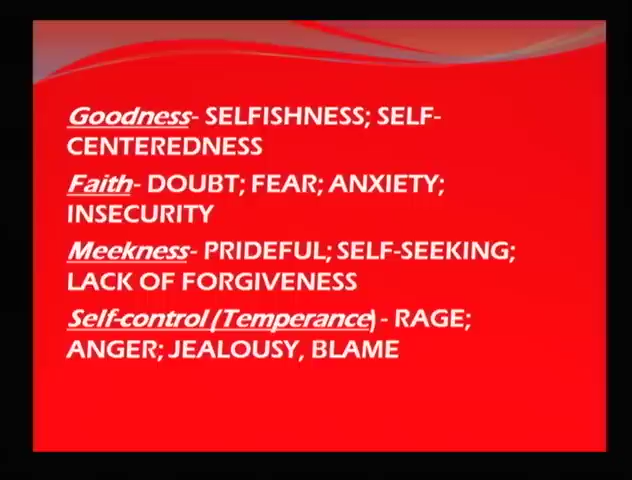 Goodness- SELFISHNESS; SELF-
CENTEREDNESS
Faith- DOUBT; FEAR; ANXIETY;
INSECURITY
Meekness- PRIDEFUL; SELF-SEEKING;
LACK OF FORGIVENESS
Self-control (Temperance) - RAGE;
ANGER; JEALOUSY, BLAME